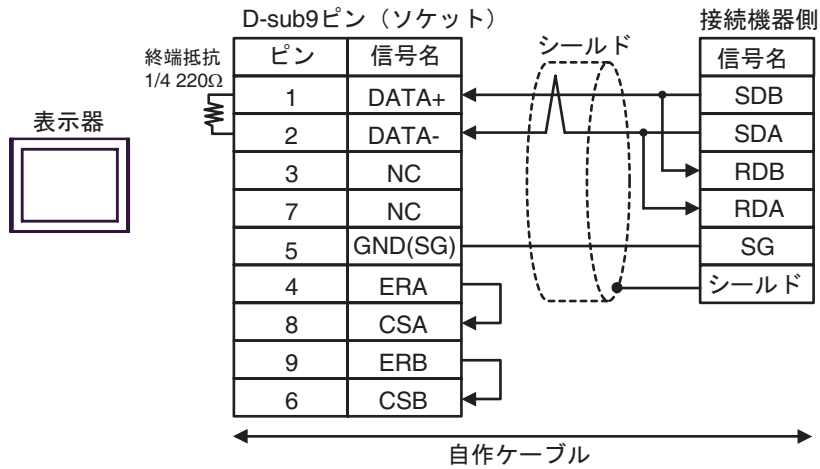 D-sub9ピン（ソケット）
接続機器側
シールド
終端抵抗
1/4 220Ω
表示器
ピン 信号名
1 DATA+
2 DATA-
3 NC
7 NC
5 GND(SG)
4 ERA
8 CSA
9 ERB
6 CSB
信号名
SDB
SDA
RDB
RDA
SG
シールド
自作ケーブル